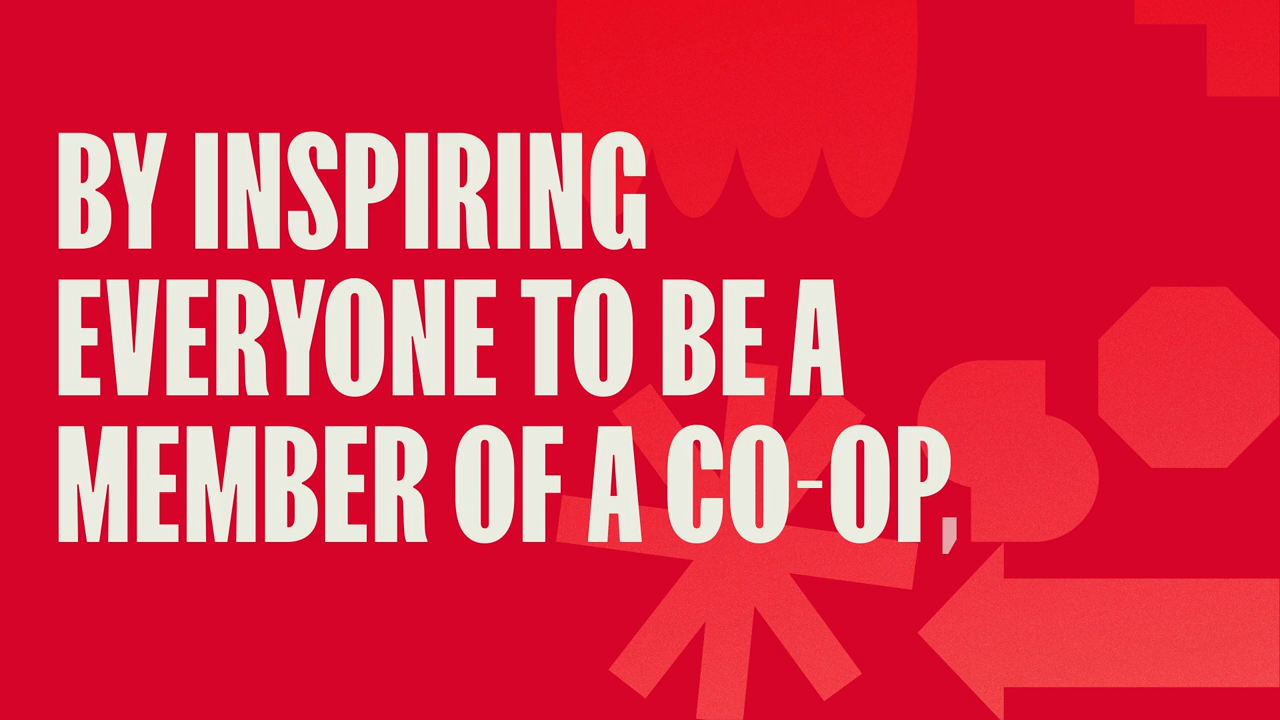 BY INSPIRING
EVERYONE TO BE A
MEMBER OF A CO-OP,